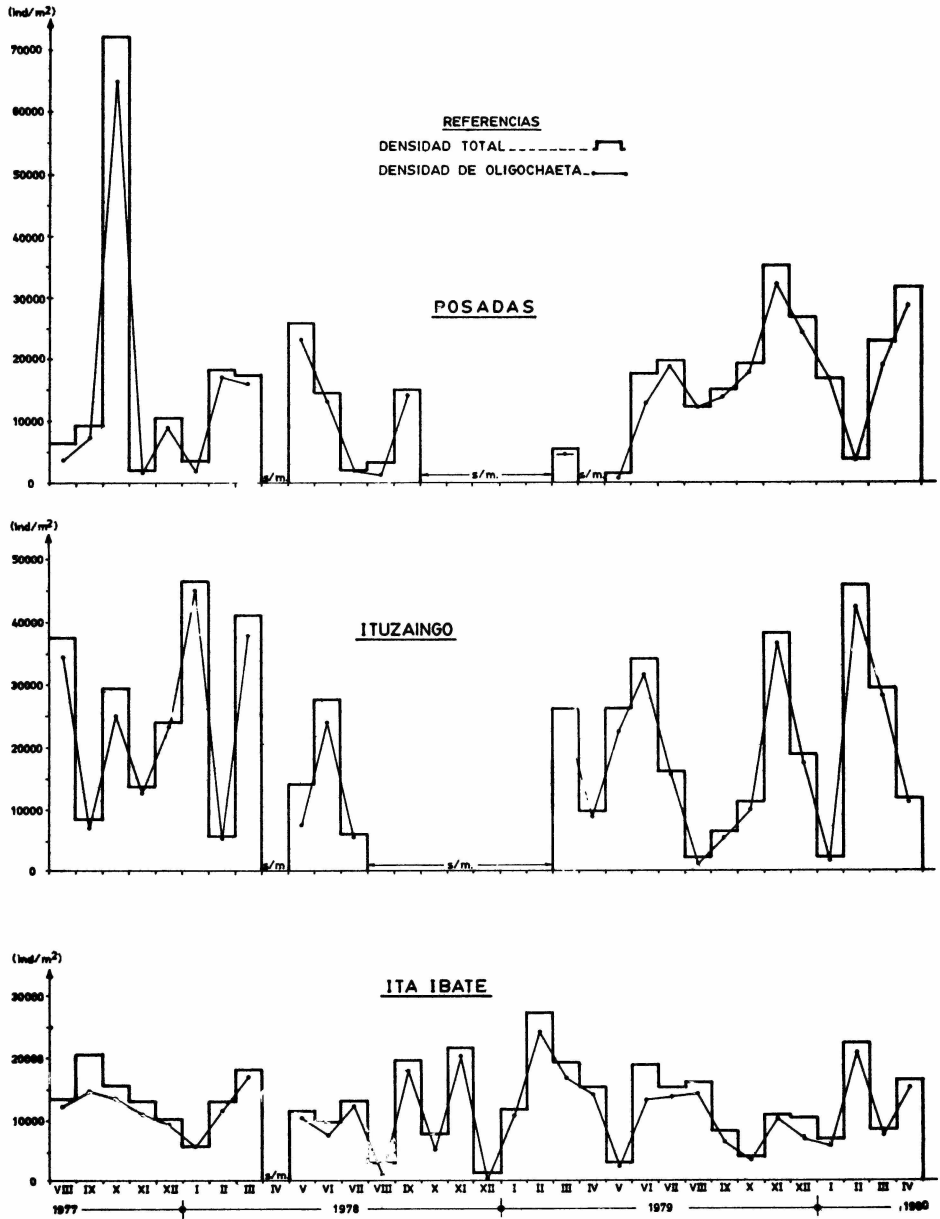 (ind/m²)
70000
60000
50000
40000
30000
20000
10000
0
REFERENCIAS
DENSIDAD TOTAL
DENSIDAD DE OLIGOCHAETA
POSADAS
s/m. s/m. s/m.
(ind/m²)
50000
40000
30000
20000
10000
0
ITUZAINGO
s/m. s/m.
(ind/m²)
30000
20000
10000
0
ITA IBATE
s/m.
VIII IX X XI XII I II III IV V VI VII VIII IX X XI XII I II III IV V VI VII VIII IX X XI XII I II III IV
1977 1978 1979 1980